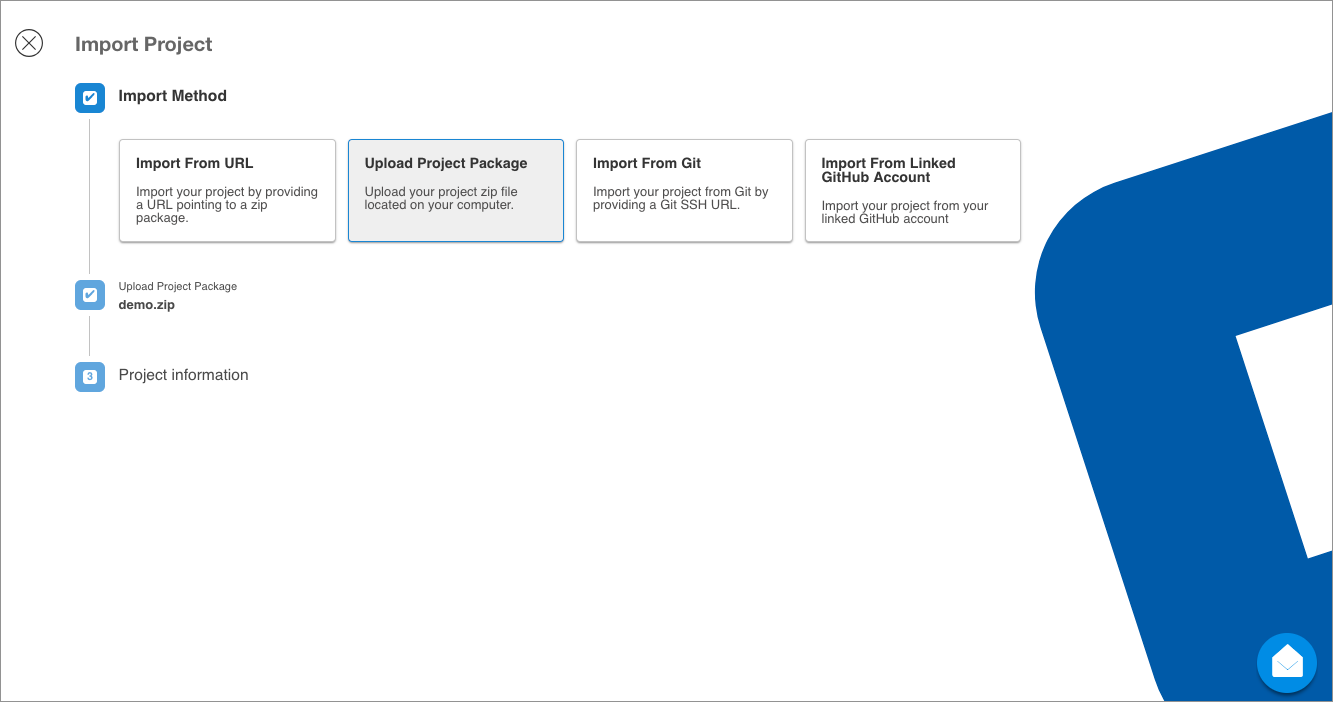 Import Project
Import Method
Import From URL
Import your project by providing
a URL pointing to a zip
package.
Upload Project Package
Upload your project zip file
located on your computer.
Import From Git
Import your project from Git by
providing a Git SSH URL.
Import From Linked
GitHub Account
Import your project from your
linked GitHub account
Upload Project Package
demo.zip
3
Project information